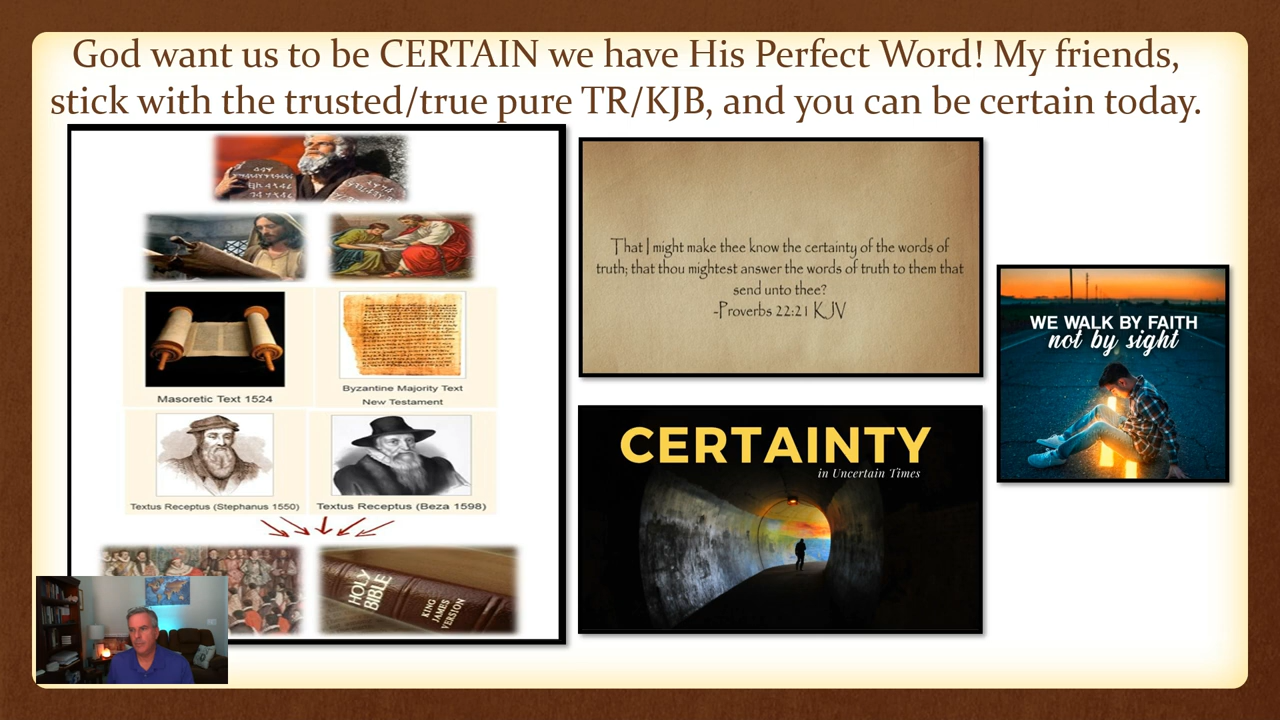 God want us to be CERTAIN we have His Perfect Word! My friends,
stick with the trusted/true pure TR/KJB, and you can be certain today.
Masoretic Text 1524
Byzantine Majority Text
New Testament
Textus Receptus (Stephanus 1550)
Textus Receptus (Beza 1598)
HOLY
BIBLE
KING
JAMES
VERSION
That I might make thee know the certainty of the words of
truth; that thou mightest answer the words of truth to them that
send unto thee?
-Proverbs 22:21 KJV
CERTAINTY
in Uncertain Times
WE WALK BY FAITH
not by sight